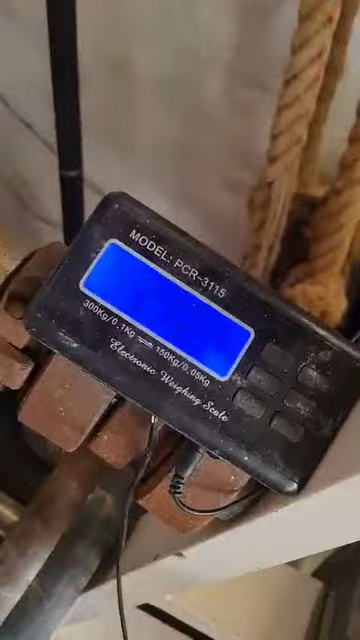 MODEL: PCR-3115
300Kg/0.1Kg ⇌ 150Kg/0.05Kg
Electronic Weighing Scale